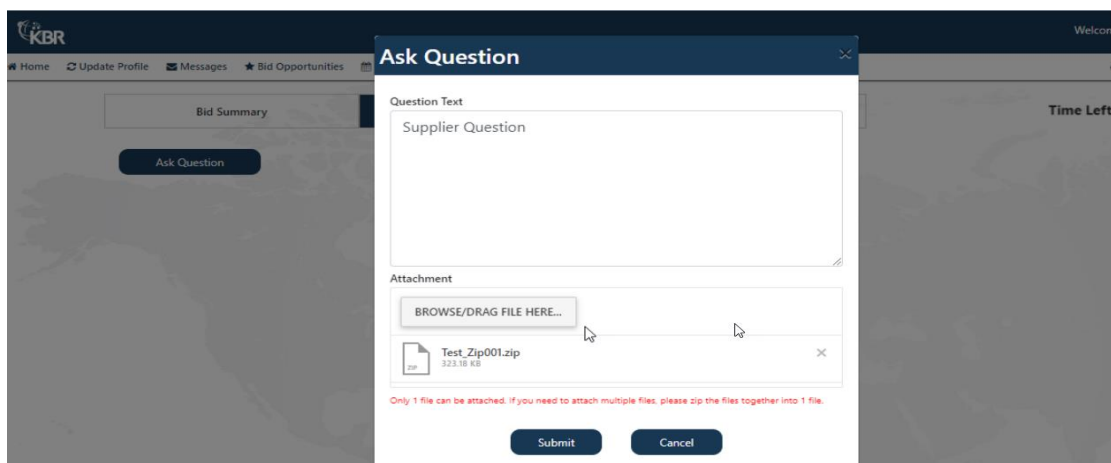 KBR
Welcom
Home Update Profile Messages Bid Opportunities
Ask Question
Bid Summary
Time Left
Ask Question
Question Text
Supplier Question
Attachment
BROWSE/DRAG FILE HERE...
Test_Zip001.zip
ZIP 323.18 KB
Only 1 file can be attached. If you need to attach multiple files, please zip the files together into 1 file.
Submit Cancel